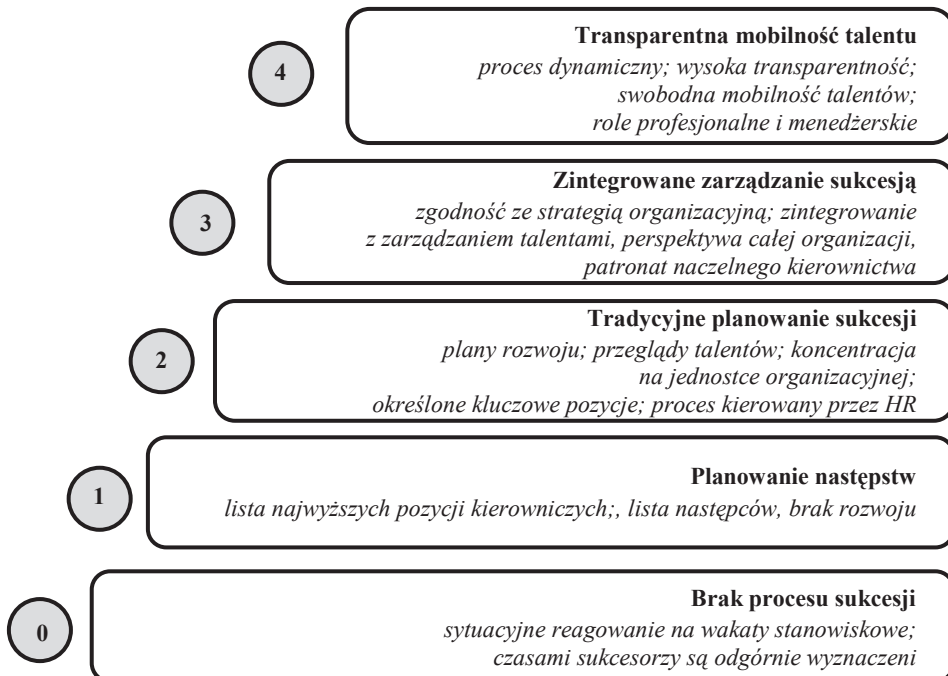 4
Transparentna mobilność talentu
proces dynamiczny; wysoka transparentność;
swobodna mobilność talentów;
role profesjonalne i menedżerskie
3
Zintegrowane zarządzanie sukcesją
zgodność ze strategią organizacyjną; zintegrowanie
z zarządzaniem talentami, perspektywa całej organizacji,
patronat naczelnego kierownictwa
2
Tradycyjne planowanie sukcesji
plany rozwoju; przeglądy talentów; koncentracja
na jednostce organizacyjnej;
określone kluczowe pozycje; proces kierowany przez HR
1
Planowanie następstw
lista najwyższych pozycji kierowniczych;, lista następców, brak rozwoju
0
Brak procesu sukcesji
sytuacyjne reagowanie na wakaty stanowiskowe;
czasami sukcesorzy są odgórnie wyznaczeni